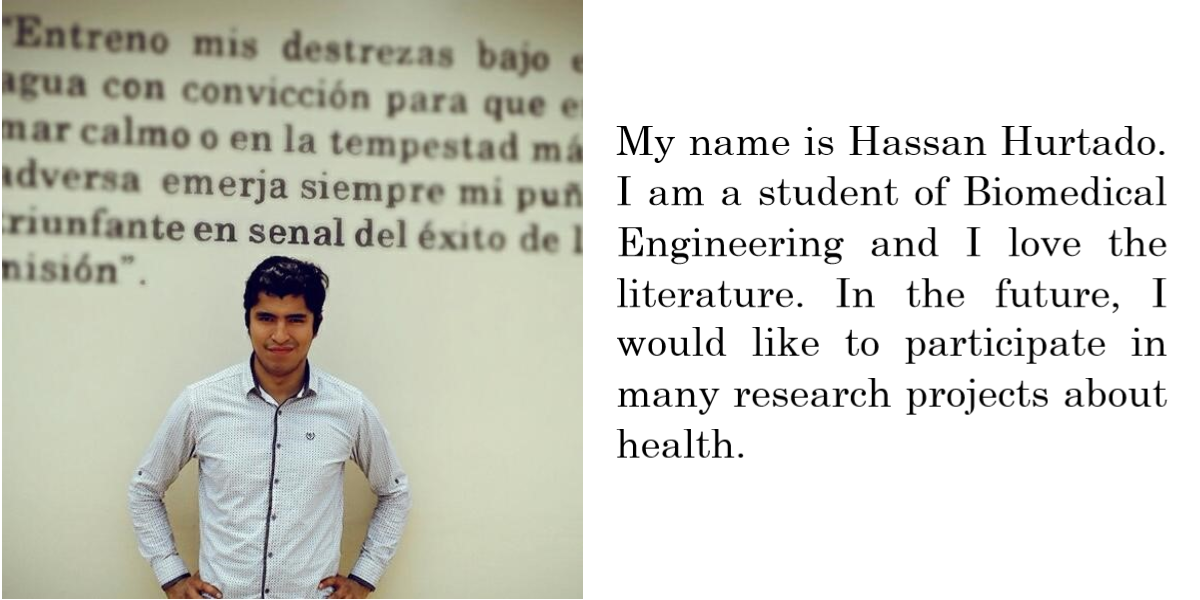 "Entreno mis destrezas bajo e
agua con convicción para que e
mar calmo o en la tempestad má
adversa emerja siempre mi puñ
triunfante en senal del éxito de l
misión".
My name is Hassan Hurtado.
I am a student of Biomedical
Engineering and I love the
literature. In the future, I
would like to participate in
many research projects about
health.